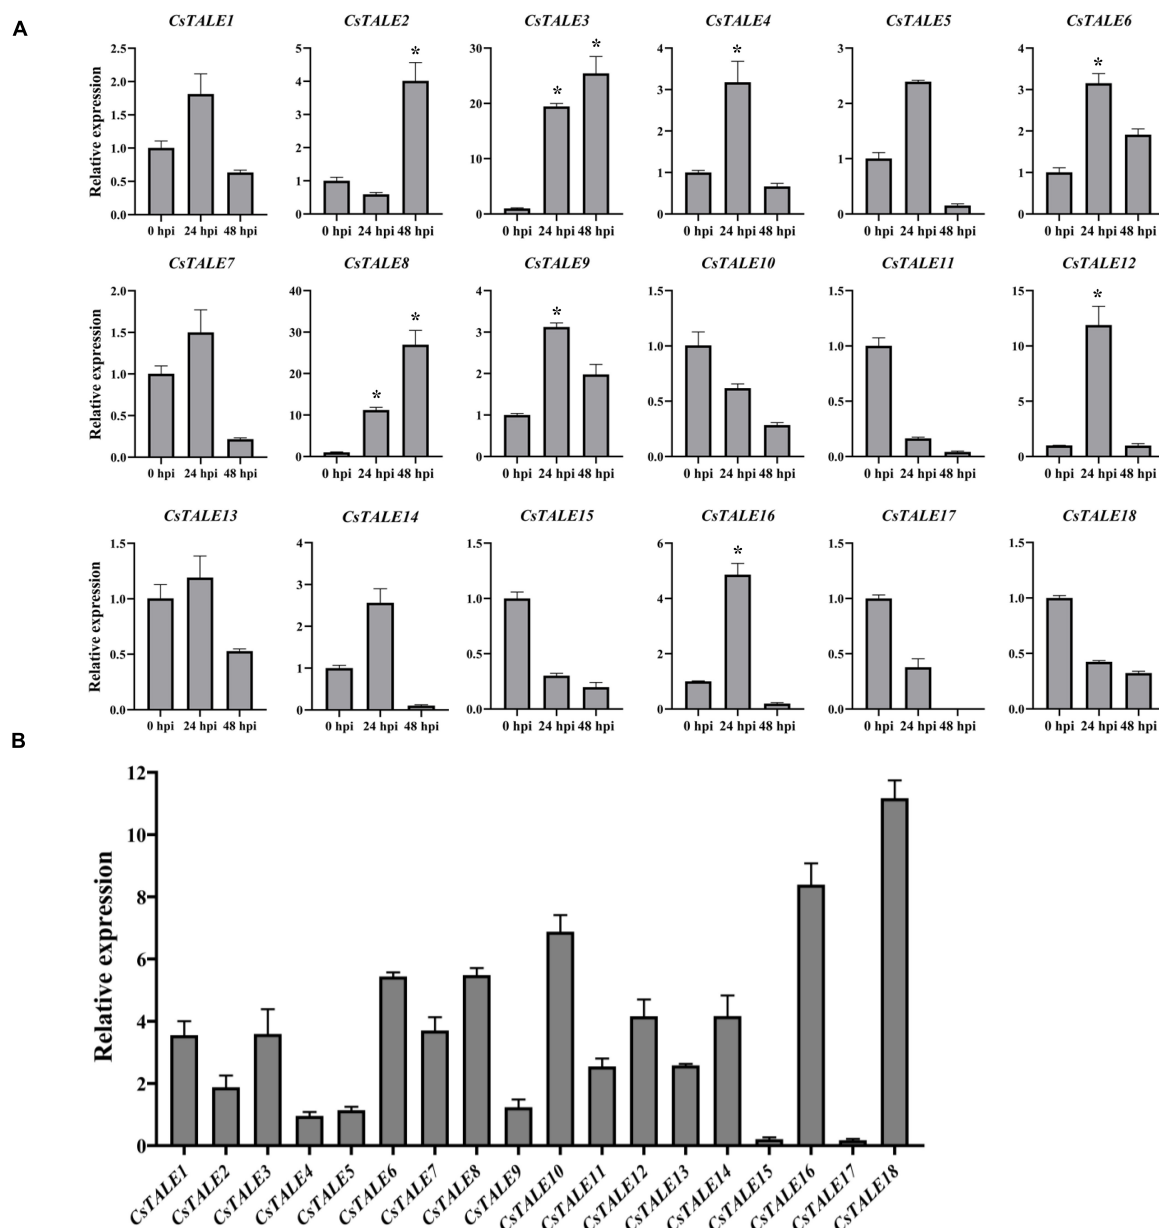 A
CsTALE1 CsTALE2 CsTALE3 CsTALE4 CsTALE5 CsTALE6
Relative expression
2.5 5 30 4 3 4
2.0 4 3 3
1.5 3 20 2 2 2
1.0 2 10 1 1
0.5 1 1
0.0 0 0 0 0 0
* * * * *
0 hpi 24 hpi 48 hpi 0 hpi 24 hpi 48 hpi 0 hpi 24 hpi 48 hpi 0 hpi 24 hpi 48 hpi 0 hpi 24 hpi 48 hpi 0 hpi 24 hpi 48 hpi
CsTALE7 CsTALE8 CsTALE9 CsTALE10 CsTALE11 CsTALE12
Relative expression
2.0 40 4 1.5 1.5 15
1.5 30 3 1.0 1.0 10
1.0 20 2
0.5 10 1 0.5 0.5 5
0.0 0 0 0.0 0.0 0
* * * *
0 hpi 24 hpi 48 hpi 0 hpi 24 hpi 48 hpi 0 hpi 24 hpi 48 hpi 0 hpi 24 hpi 48 hpi 0 hpi 24 hpi 48 hpi 0 hpi 24 hpi 48 hpi
CsTALE13 CsTALE14 CsTALE15 CsTALE16 CsTALE17 CsTALE18
Relative expression
1.5 4 1.5 6 1.5 1.5
1.0 3 1.0 4 1.0 1.0
0.5 2 0.5 2 0.5 0.5
1
0.0 0 0.0 0 0.0 0.0
*
0 hpi 24 hpi 48 hpi 0 hpi 24 hpi 48 hpi 0 hpi 24 hpi 48 hpi 0 hpi 24 hpi 48 hpi 0 hpi 24 hpi 48 hpi 0 hpi 24 hpi 48 hpi
B
Relative expression
12
10
8
6
4
2
0
CsTALE1 CsTALE2 CsTALE3 CsTALE4 CsTALE5 CsTALE6 CsTALE7 CsTALE8 CsTALE9 CsTALE10 CsTALE11 CsTALE12 CsTALE13 CsTALE14 CsTALE15 CsTALE16 CsTALE17 CsTALE18